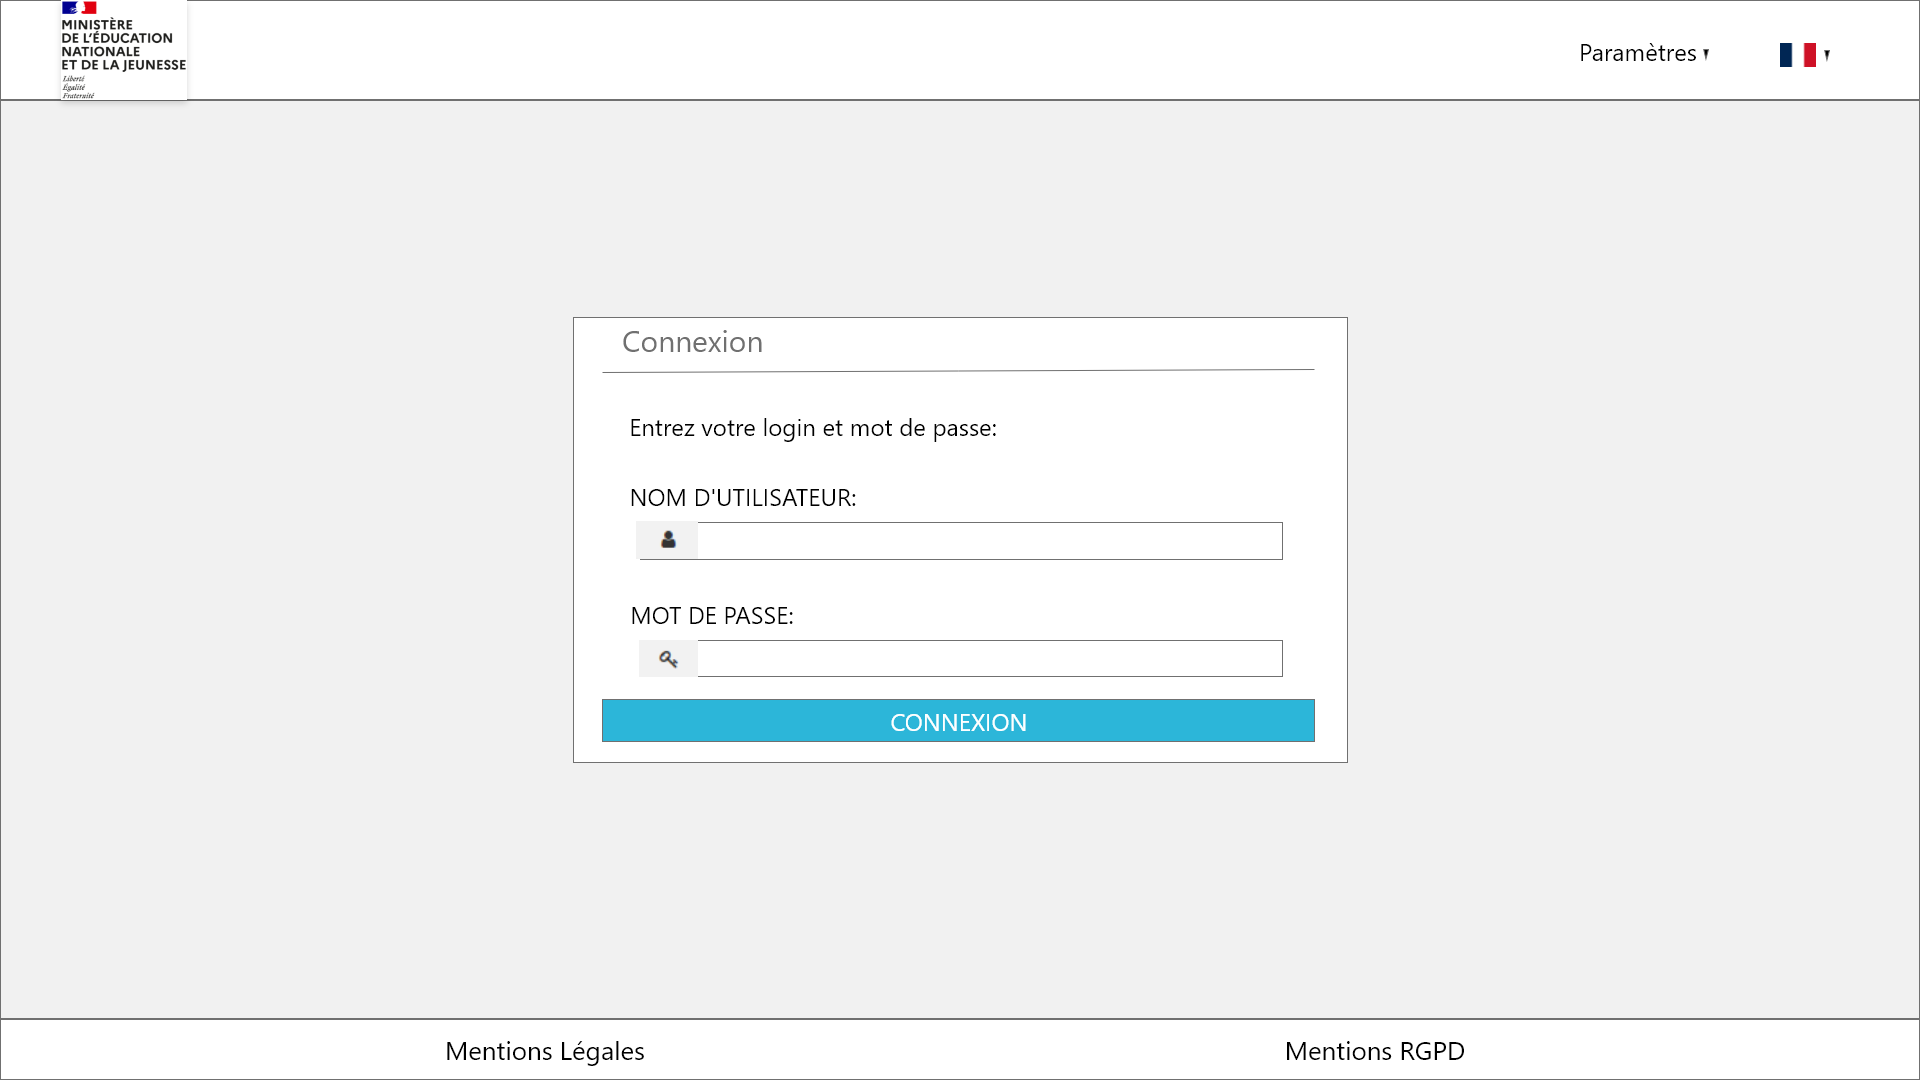 MINISTÈRE
DE L'ÉDUCATION
NATIONALE
ET DE LA JEUNESSE
Liberté
Égalité
Fraternité
Paramètres
Connexion
Entrez votre login et mot de passe:
NOM D'UTILISATEUR:
MOT DE PASSE:
CONNEXION
Mentions Légales
Mentions RGPD